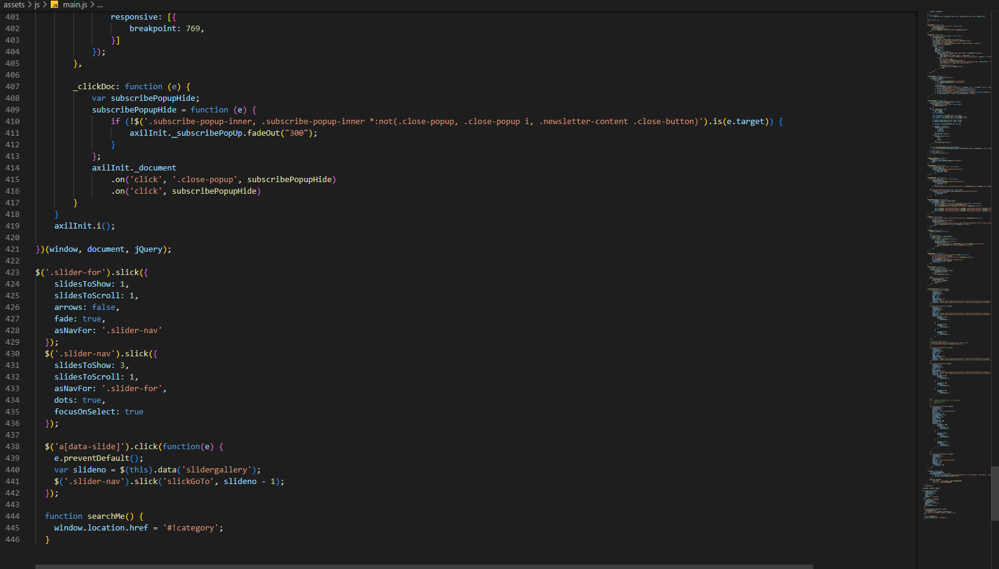 assets > js > JS main.js > ...
401 responsive: [{
402 breakpoint: 769,
403 }]
404 });
405 },
406
407 _clickDoc: function (e) {
408 var subscribePopupHide;
409 subscribePopupHide = function (e) {
410 if (!$('.subscribe-popup-inner, .subscribe-popup-inner *:not(.close-popup, .close-popup i, .newsletter-content .close-button)').is(e.target)) {
411 axilInit._subscribePopUp.fadeOut("300");
412 }
413 };
414 axilInit._document
415 .on('click', '.close-popup', subscribePopupHide)
416 .on('click', subscribePopupHide)
417 }
418 }
419 axilInit.i();
420
421 })(window, document, jQuery);
422
423 $('.slider-for').slick({
424 slidesToShow: 1,
425 slidesToScroll: 1,
426 arrows: false,
427 fade: true,
428 asNavFor: '.slider-nav'
429 });
430 $('.slider-nav').slick({
431 slidesToShow: 3,
432 slidesToScroll: 1,
433 asNavFor: '.slider-for',
434 dots: true,
435 focusOnSelect: true
436 });
437
438 $('a[data-slide]').click(function(e) {
439 e.preventDefault();
440 var slideno = $(this).data('slidergallery');
441 $('.slider-nav').slick('slickGoTo', slideno - 1);
442 });
443
444 function searchMe() {
445 window.location.href = '#!category';
446 }